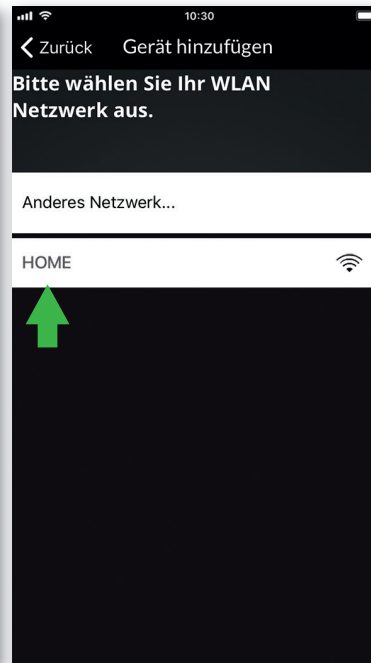 10:30
Zurück Gerät hinzufügen
Bitte wählen Sie Ihr WLAN
Netzwerk aus.
Anderes Netzwerk...
HOME